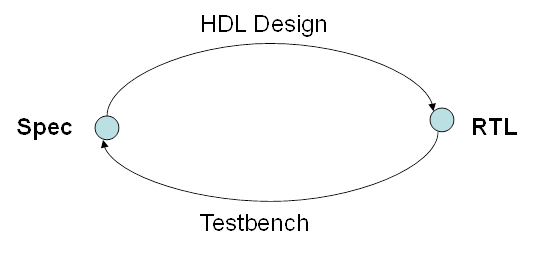 HDL Design
Spec
RTL
Testbench